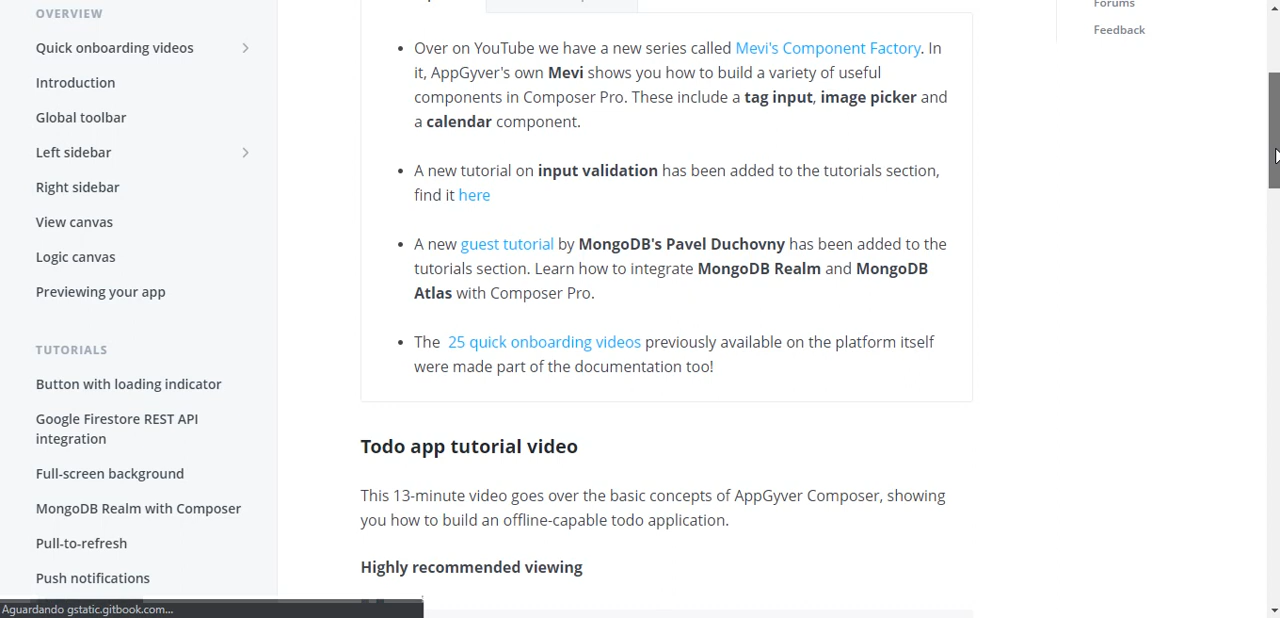 OVERVIEW
Quick onboarding videos
Introduction
Global toolbar
Left sidebar
Right sidebar
View canvas
Logic canvas
Previewing your app
TUTORIALS
Button with loading indicator
Google Firestore REST API
integration
Full-screen background
MongoDB Realm with Composer
Pull-to-refresh
Push notifications
Aguardando gstatic.gitbook.com...
Over on YouTube we have a new series called Mevi's Component Factory. In
it, AppGyver's own Mevi shows you how to build a variety of useful
components in Composer Pro. These include a tag input, image picker and
a calendar component.
A new tutorial on input validation has been added to the tutorials section,
find it here
A new guest tutorial by MongoDB's Pavel Duchovny has been added to the
tutorials section. Learn how to integrate MongoDB Realm and MongoDB
Atlas with Composer Pro.
The 25 quick onboarding videos previously available on the platform itself
were made part of the documentation too!
Todo app tutorial video
This 13-minute video goes over the basic concepts of AppGyver Composer, showing
you how to build an offline-capable todo application.
Highly recommended viewing
Forums
Feedback